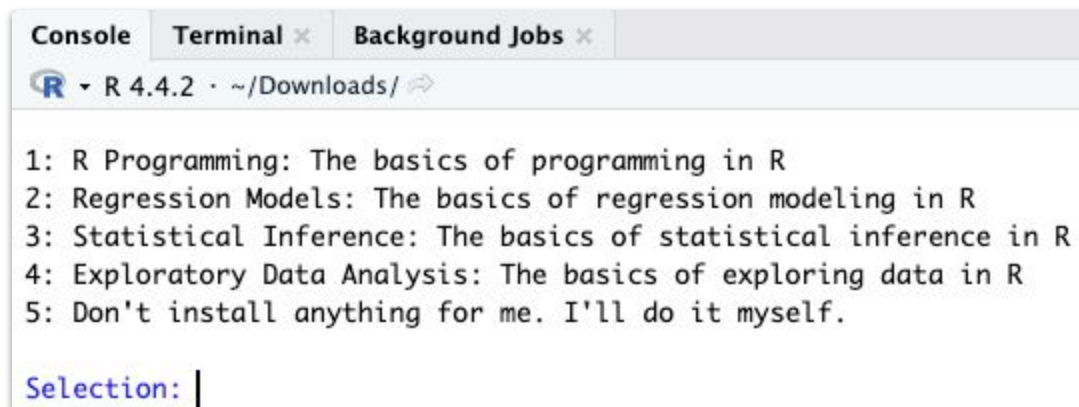 Console Terminal × Background Jobs ×
R R 4.4.2 · ~/Downloads/
1: R Programming: The basics of programming in R
2: Regression Models: The basics of regression modeling in R
3: Statistical Inference: The basics of statistical inference in R
4: Exploratory Data Analysis: The basics of exploring data in R
5: Don't install anything for me. I'll do it myself.
Selection: